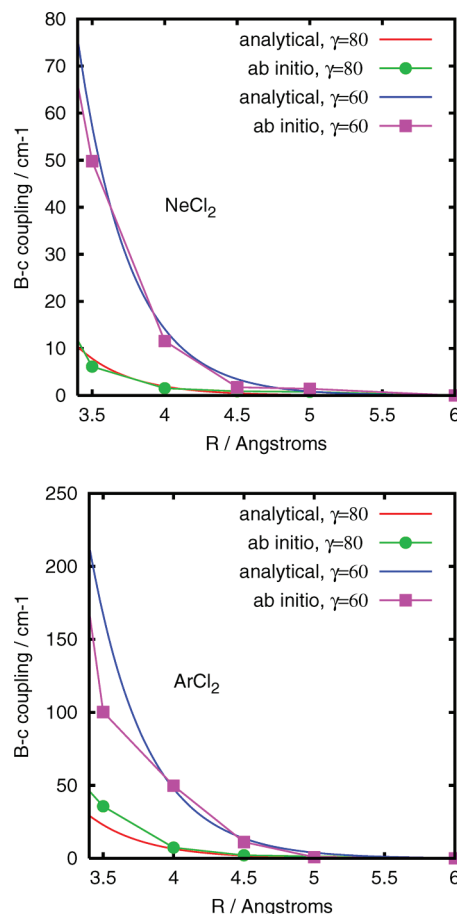 analytical, γ=80
ab initio, γ=80
analytical, γ=60
ab initio, γ=60
NeCl2
B-c coupling / cm-1
80
70
60
50
40
30
20
10
0
3.5 4 4.5 5 5.5 6
R / Angstroms
analytical, γ=80
ab initio, γ=80
analytical, γ=60
ab initio, γ=60
ArCl2
B-c coupling / cm-1
250
200
150
100
50
0
3.5 4 4.5 5 5.5 6
R / Angstroms